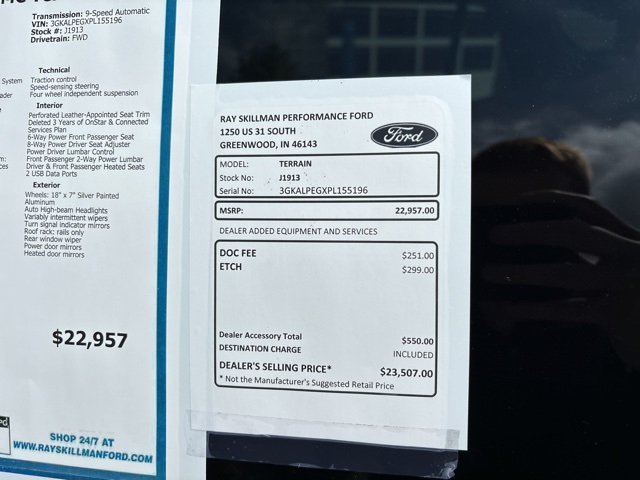 Transmission: 9-Speed Automatic
VIN: 3GKALPEGXPL155196
Stock #: J1913
Drivetrain: FWD
Technical
System Traction control
Speed-sensing steering
Four wheel independent suspension
Interior
Perforated Leather-Appointed Seat Trim
Deleted 3 Years of OnStar & Connected
Services Plan
6-Way Power Front Passenger Seat
8-Way Power Driver Seat Adjuster
Power Driver Lumbar Control
Front Passenger 2-Way Power Lumbar
Driver & Front Passenger Heated Seats
2 USB Data Ports
Exterior
Wheels: 18" x 7" Silver Painted
Aluminum
Auto High-beam Headlights
Variably intermittent wipers
Turn signal indicator mirrors
Roof rack: rails only
Rear window wiper
Power door mirrors
Heated door mirrors
$22,957
SHOP 24/7 AT
WWW.RAYSKILLMANFORD.COM
RAY SKILLMAN PERFORMANCE FORD
1250 US 31 SOUTH
GREENWOOD, IN 46143
Ford
MODEL: TERRAIN
Stock No: J1913
Serial No: 3GKALPEGXPL155196
MSRP: 22,957.00
DEALER ADDED EQUIPMENT AND SERVICES
DOC FEE $251.00
ETCH $299.00
Dealer Accessory Total $550.00
DESTINATION CHARGE INCLUDED
DEALER'S SELLING PRICE* $23,507.00
* Not the Manufacturer's Suggested Retail Price